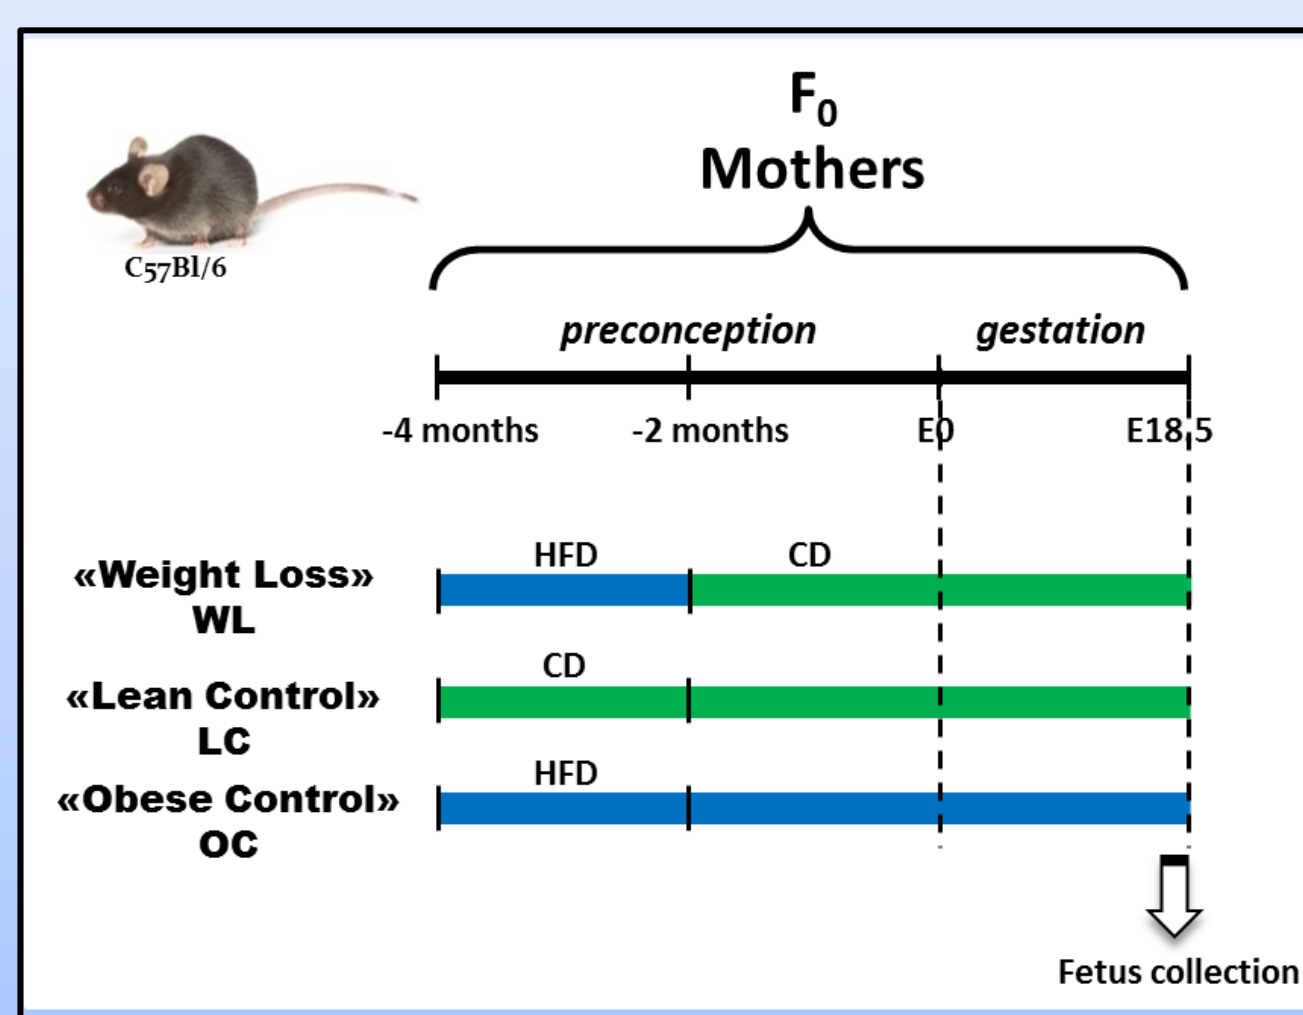 F₀
Mothers
C57Bl/6
preconception gestation
-4 months -2 months E0 E18,5
HFD CD
«Weight Loss»
WL
CD
«Lean Control»
LC
HFD
«Obese Control»
OC
Fetus collection